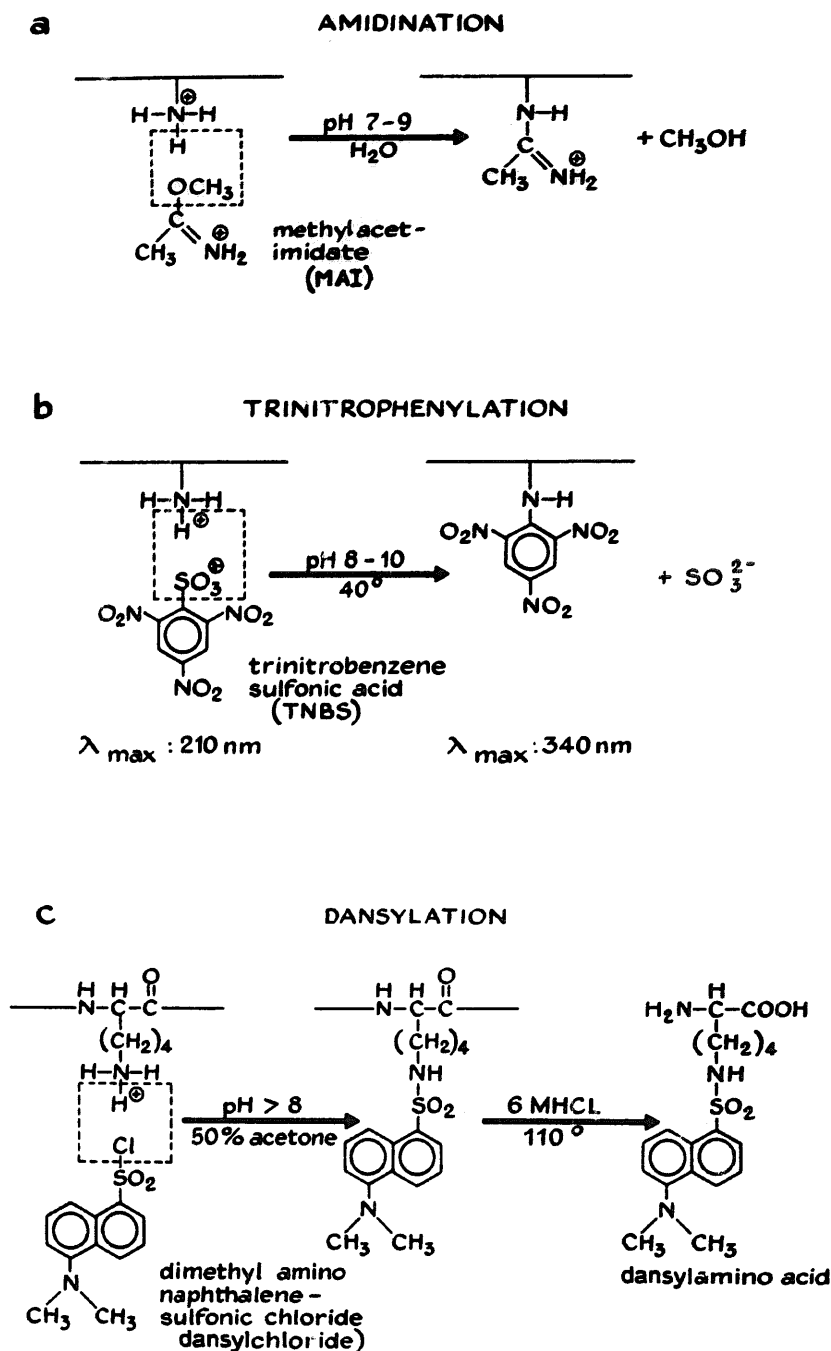 a AMIDINATION
H-N-H
⊕
H
OCH3
C
CH3 NH2
⊕
methylacet-
imidate
(MAI)
pH 7-9
H2O
N-H
C
CH3 NH2
⊕
+ CH3OH
b TRINITROPHENYLATION
H-N-H
H⊕
SO3
O2N NO2
NO2
trinitrobenzene
sulfonic acid
(TNBS)
λ max : 210 nm
pH 8-10
40°
N-H
O2N NO2
NO2
λ max : 340 nm
+ SO3 2-
c DANSYLATION
H H O
N-C-C
(CH2)4
H-N-H
H⊕
Cl
SO2
N
CH3 CH3
dimethyl amino
naphthalene-
sulfonic chloride
dansylchloride)
pH > 8
50% acetone
H H O
N-C-C
(CH2)4
NH
SO2
N
CH3 CH3
6 MHCL
110°
H
H2N-C-COOH
(CH2)4
NH
SO2
N
CH3 CH3
dansylamino acid